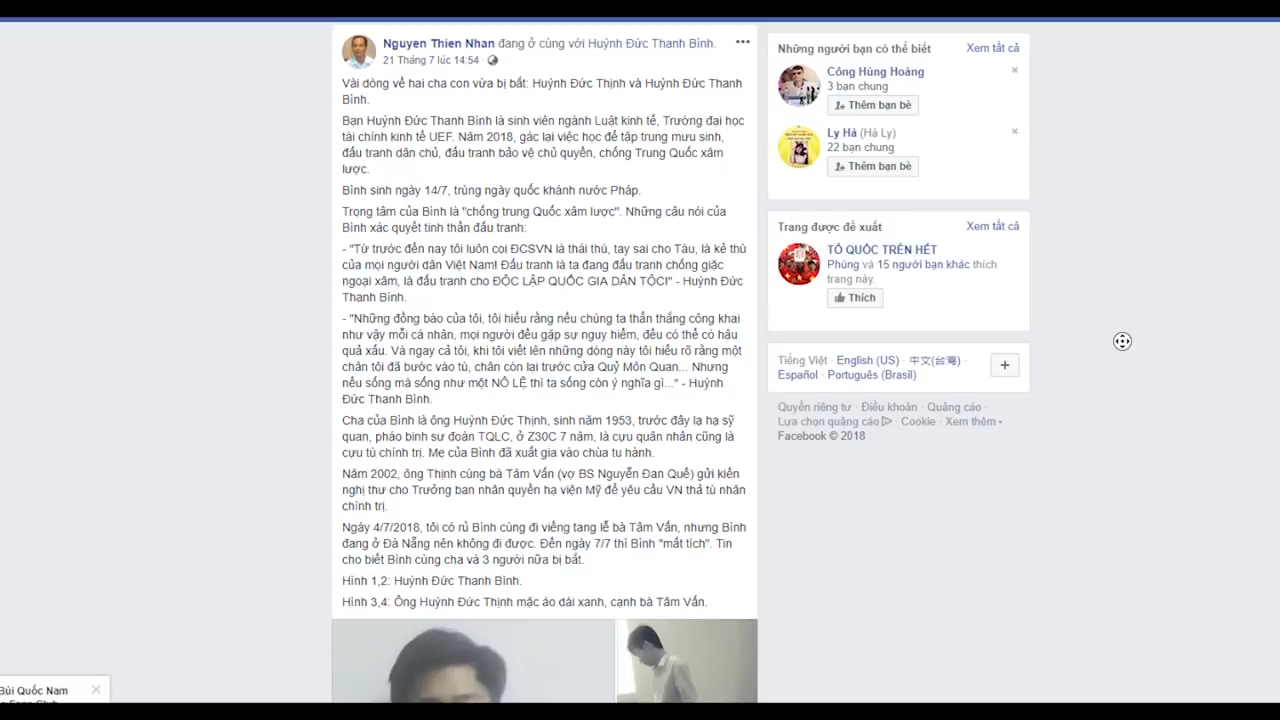 Nguyen Thien Nhan đang ở cùng với Huỳnh Đức Thanh Bình.
21 Tháng 7 lúc 14:54
Vài dòng về hai cha con vừa bị bắt: Huỳnh Đức Thịnh và Huỳnh Đức Thanh
Bình.
Bạn Huỳnh Đức Thanh Bình là sinh viên ngành Luật kinh tế, Trường đại học
tài chính kinh tế UEF. Năm 2018, gác lại việc học để tập trung mưu sinh,
đấu tranh dân chủ, đấu tranh bảo vệ chủ quyền, chống Trung Quốc xâm
lược.
Bình sinh ngày 14/7, trùng ngày quốc khánh nước Pháp.
Trọng tâm của Bình là "chống trung Quốc xâm lược". Những câu nói của
Bình xác quyết tinh thần đấu tranh:
- "Từ trước đến nay tôi luôn coi ĐCSVN là thái thú, tay sai cho Tàu, là kẻ thù
của mọi người dân Việt Nam! Đấu tranh là ta đang đấu tranh chống giặc
ngoại xâm, là đấu tranh cho ĐỘC LẬP QUỐC GIA DÂN TỘC!" - Huỳnh Đức
Thanh Bình.
- "Những đồng bào của tôi, tôi hiểu rằng nếu chúng ta thẳn thắng công khai
như vậy mỗi cá nhân, mọi người đều gặp sự nguy hiểm, đều có thể có hậu
quả xấu. Và ngay cả tôi, khi tôi viết lên những dòng này tôi hiểu rõ rằng một
chân tôi đã bước vào tù, chân còn lại trước cửa Quỷ Môn Quan... Nhưng
nếu sống mà sống như một NÔ LỆ thì ta sống còn ý nghĩa gì..." - Huỳnh
Đức Thanh Bình.
Cha của Bình là ông Huỳnh Đức Thịnh, sinh năm 1953, trước đây lạ hạ sỹ
quan, pháo binh sư đoàn TQLC, ở Z30C 7 năm, là cựu quân nhân cũng là
cựu tù chính trị. Mẹ của Bình đã xuất gia vào chùa tu hành.
Năm 2002, ông Thịnh cùng bà Tâm Vấn (vợ BS Nguyễn Đan Quế) gửi kiến
nghị thư cho Trưởng ban nhân quyền hạ viện Mỹ để yêu cầu VN thả tù nhân
chính trị.
Ngày 4/7/2018, tôi có rủ Bình cùng đi viếng tang lễ bà Tâm Vấn, nhưng Bình
đang ở Đà Nẵng nên không đi được. Đến ngày 7/7 thì Bình "mất tích". Tin
cho biết Bình cùng cha và 3 người nữa bị bắt.
Hình 1,2: Huỳnh Đức Thanh Bình.
Hình 3,4: Ông Huỳnh Đức Thịnh mặc áo dài xanh, cạnh bà Tâm Vấn.
Những người bạn có thể biết Xem tất cả
Công Hùng Hoàng
3 bạn chung
Thêm bạn bè
Ly Hà (Hà Ly)
22 bạn chung
Thêm bạn bè
Trang được đề xuất Xem tất cả
TỔ QUỐC TRÊN HẾT
Phùng và 15 người bạn khác thích
trang này.
Thích
Tiếng Việt · English (US) · 中文(台灣) ·
Español · Português (Brasil)
Quyền riêng tư · Điều khoản · Quảng cáo ·
Lựa chọn quảng cáo · Cookie · Xem thêm
Facebook © 2018
Bùi Quốc Nam